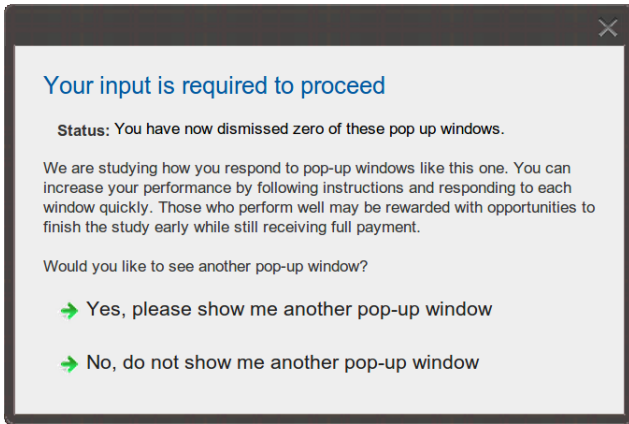 Your input is required to proceed
Status: You have now dismissed zero of these pop up windows.
We are studying how you respond to pop-up windows like this one. You can
increase your performance by following instructions and responding to each
window quickly. Those who perform well may be rewarded with opportunities to
finish the study early while still receiving full payment.
Would you like to see another pop-up window?
Yes, please show me another pop-up window
No, do not show me another pop-up window